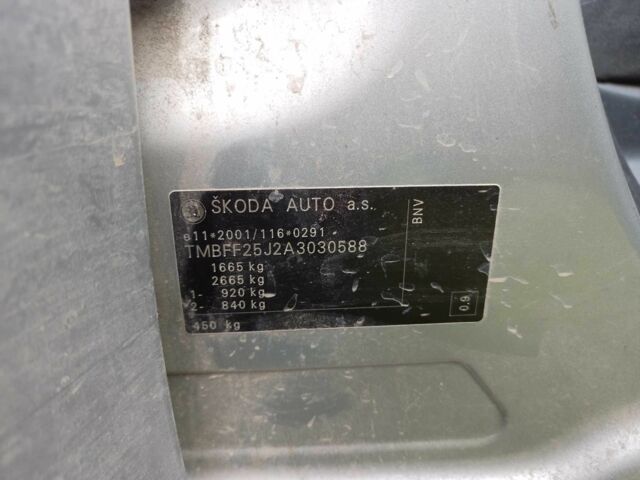 ŠKODA AUTO a.s.
e11*2001/116*0291
TMBFF25J2A3030588
1665 kg
2665 kg
1- 920 kg
2- 840 kg
450 kg
BNV
0.9